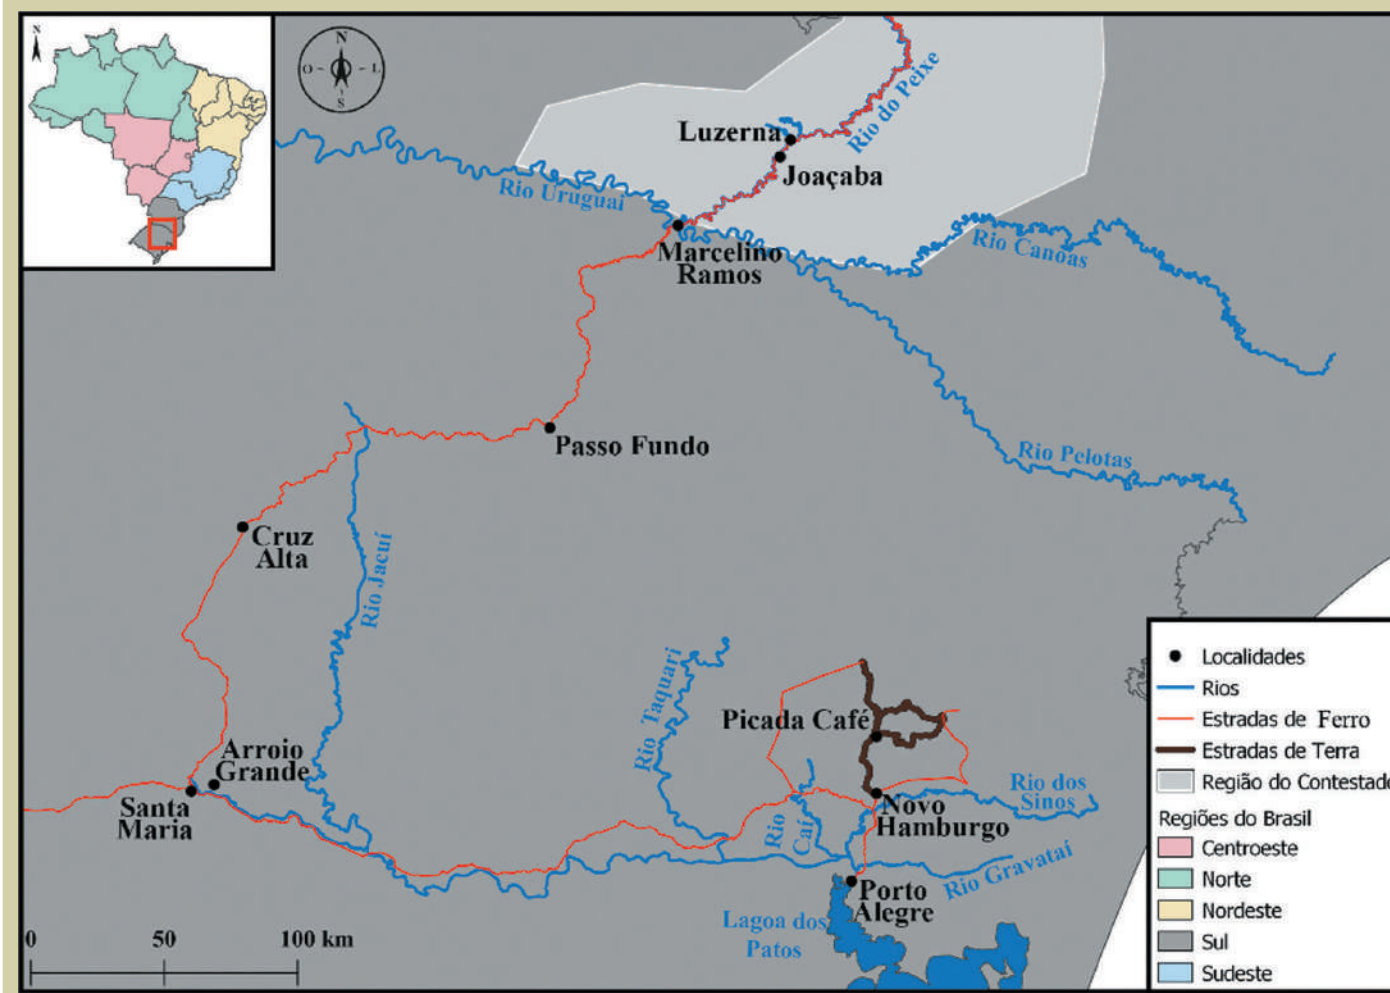 N
N
O
L
S
Rio do Peixe
Luzerna
Joaçaba
Rio Uruguai
Marcelino
Ramos
Rio Canoas
Passo Fundo
Rio Pelotas
Cruz
Alta
Rio Jacuí
Rio Taquari
Picada Café
Arroio
Grande
Santa
Maria
Rio
Caí
Novo
Hamburgo
Rio dos
Sinos
Rio Gravataí
Porto
Alegre
Lagoa dos
Patos
0 50 100 km
Localidades
Rios
Estradas de Ferro
Estradas de Terra
Região do Contestado
Regiões do Brasil
Centroeste
Norte
Nordeste
Sul
Sudeste